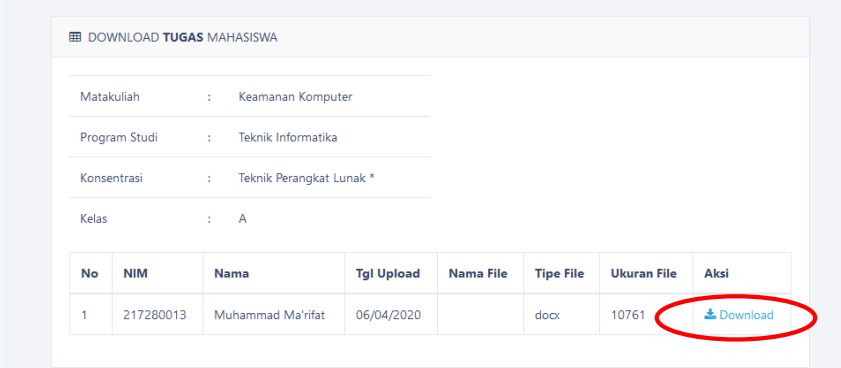 DOWNLOAD TUGAS MAHASISWA
Matakuliah : Keamanan Komputer
Program Studi : Teknik Informatika
Konsentrasi : Teknik Perangkat Lunak *
Kelas : A
No NIM Nama Tgl Upload Nama File Tipe File Ukuran File Aksi
1 217280013 Muhammad Ma'rifat 06/04/2020 docx 10761 Download